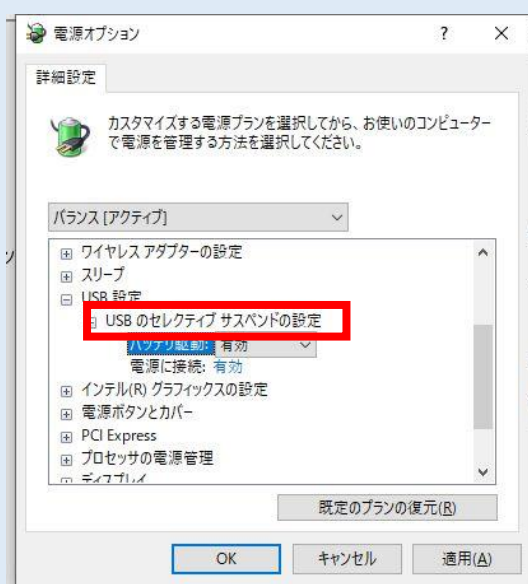 電源オプション
?
詳細設定
カスタマイズする電源プランを選択してから、お使いのコンピューター
で電源を管理する方法を選択してください。
バランス [アクティブ]
ワイヤレス アダプターの設定
スリープ
USB 設定
USB のセレクティブ サスペンドの設定
バッテリ駆動: 有効
電源に接続: 有効
インテル(R) グラフィックスの設定
電源ボタンとカバー
PCI Express
プロセッサの電源管理
ディスプレイ
既定のプランの復元(R)
OK
キャンセル
適用(A)